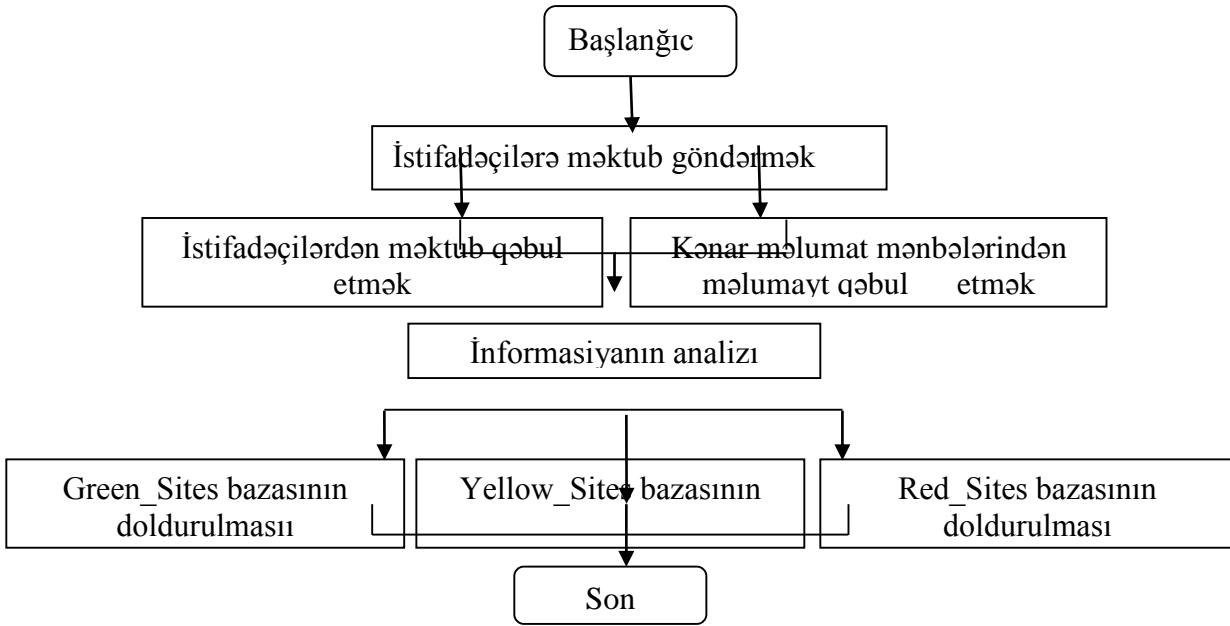 Başlanğıc
İstifadəçilərə məktub göndərmək
İstifadəçilərdən məktub qəbul
etmək
Kənar məlumat mənbələrindən
məlumayt qəbul etmək
İnformasiyanın analizı
Green_Sites bazasının
doldurulmasıı
Yellow_Sites bazasının
Red_Sites bazasının
doldurulması
Son